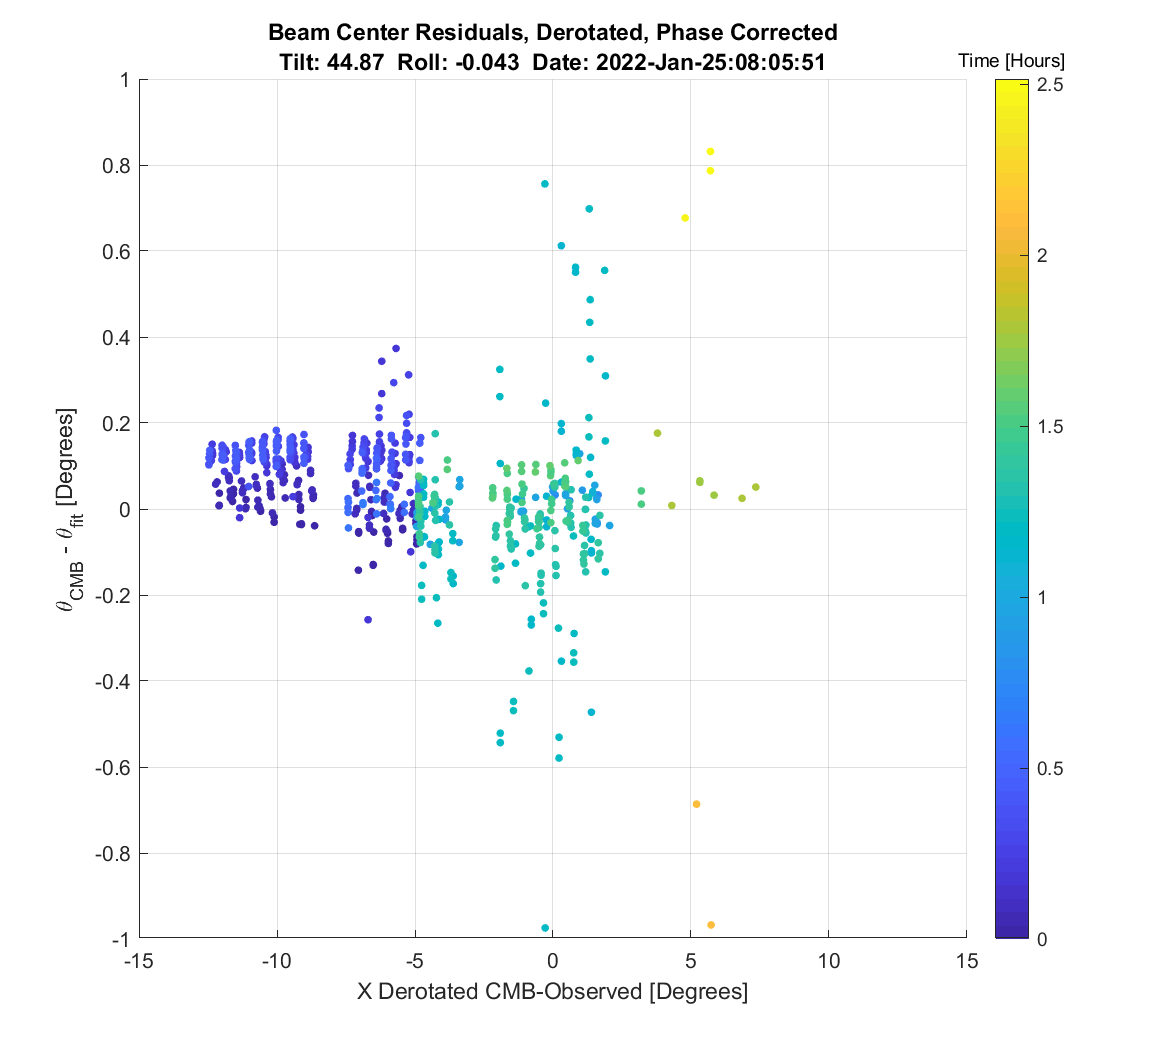 Beam Center Residuals, Derotated, Phase Corrected
Tilt: 44.87  Roll: -0.043  Date: 2022-Jan-25:08:05:51
Time [Hours]
1
0.8
0.6
0.4
0.2
0
-0.2
-0.4
-0.6
-0.8
-1
θCMB - θfit [Degrees]
-15 -10 -5 0 5 10 15
X Derotated CMB-Observed [Degrees]
2.5
2
1.5
1
0.5
0